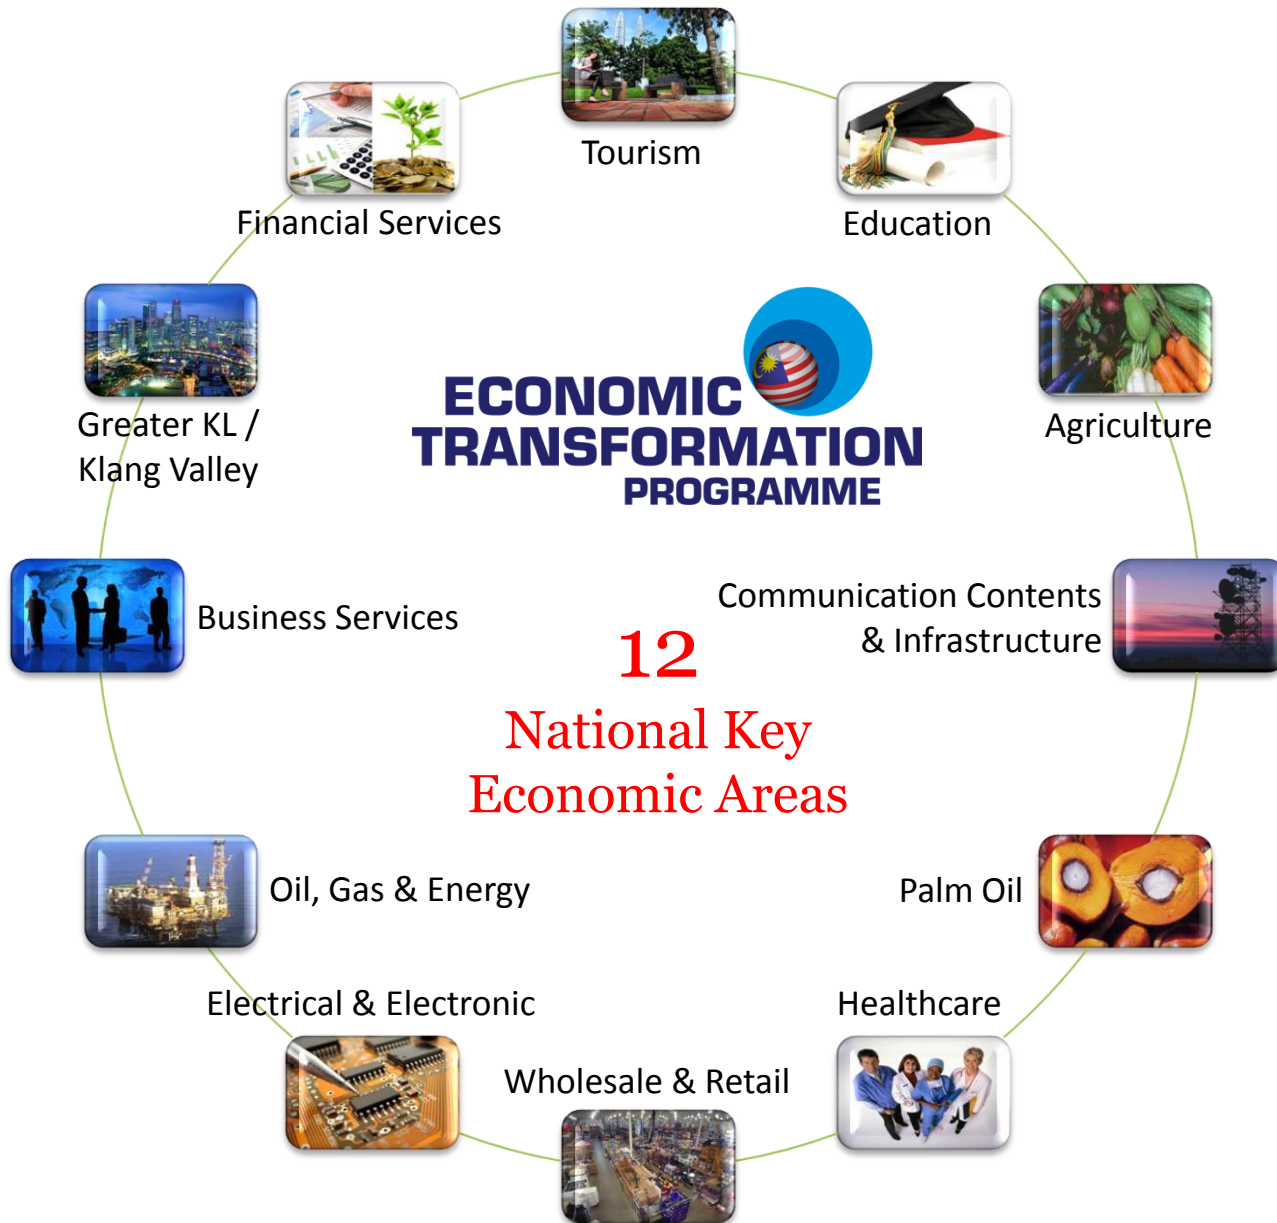 Tourism
Financial Services
Education
Greater KL /
Klang Valley
ECONOMIC
TRANSFORMATION
PROGRAMME
Agriculture
Business Services
Communication Contents
& Infrastructure
12
National Key
Economic Areas
Oil, Gas & Energy
Palm Oil
Electrical & Electronic
Healthcare
Wholesale & Retail